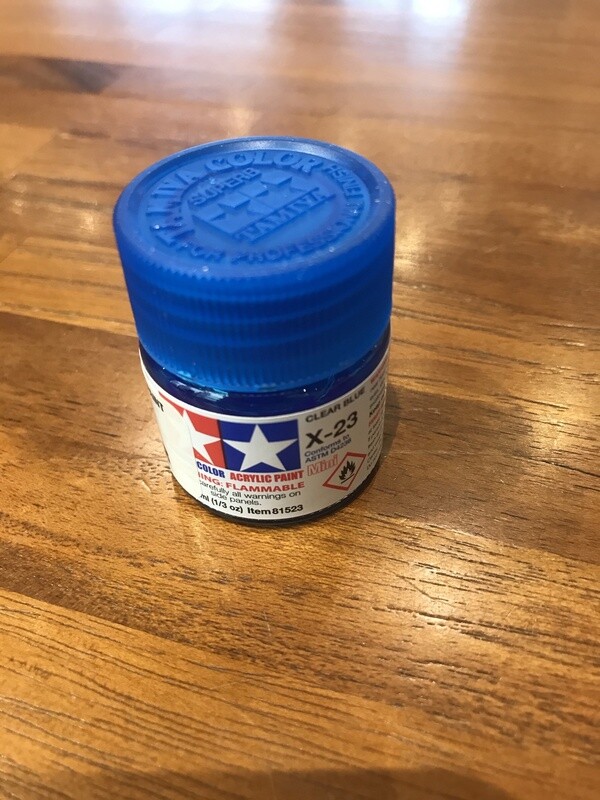 TAMIYA COLOR
SUPERB
TAMIYA
FOR PROFESSIONAL
CLEAR BLUE
X-23
Conforms to
ASTM D4236
Mini
COLOR ACRYLIC PAINT
ING: FLAMMABLE
carefully all warnings on
side panels.
ml (1/3 oz) Item 81523